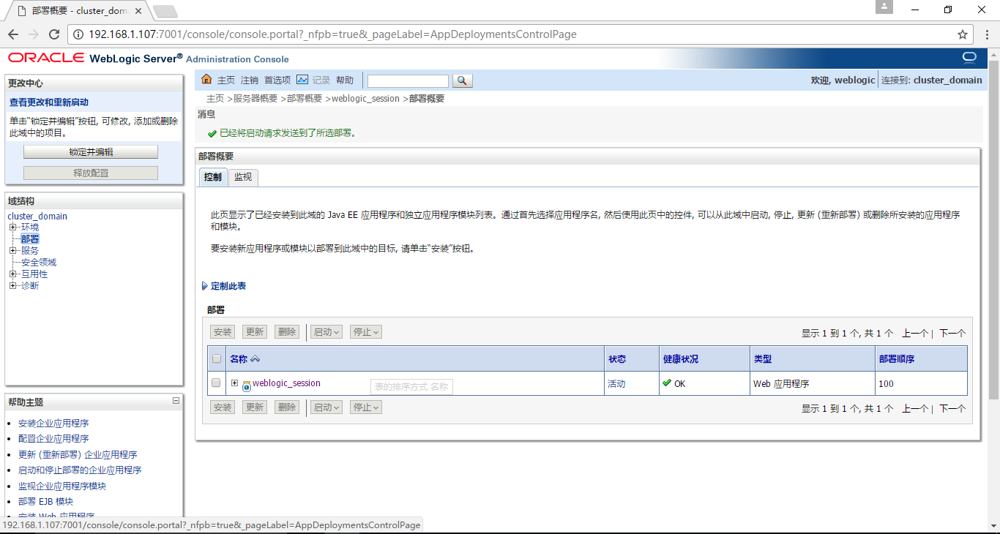 部署概要 - cluster_dom
192.168.1.107:7001/console/console.portal?_nfpb=true&_pageLabel=AppDeploymentsControlPage
ORACLE WebLogic Server® Administration Console
更改中心
查看更改和重新启动
单击“锁定并编辑”按钮, 可修改, 添加或删除
此域中的项目。
锁定并编辑
释放配置
域结构
cluster_domain
环境
部署
服务
安全领域
互用性
诊断
帮助主题
安装企业应用程序
配置企业应用程序
更新 (重新部署) 企业应用程序
启动和停止部署的企业应用程序
监视企业应用程序模块
部署 EJB 模块
安装 Web 应用程序
主页 注销 首选项 记录 帮助
欢迎, weblogic 连接到: cluster_domain
主页 >服务器概要 >部署概要 >weblogic_session >部署概要
消息
已经将启动请求发送到了所选部署。
部署概要
控制 监视
此页显示了已经安装到此域的 Java EE 应用程序和独立应用程序模块列表。通过首先选择应用程序名, 然后使用此页中的控件, 可以从此域中启动, 停止, 更新 (重新部署) 或删除所安装的应用程序
和模块。
要安装新应用程序或模块以部署到此域中的目标, 请单击“安装”按钮。
定制此表
部署
安装 更新 删除 启动 停止 显示 1 到 1 个, 共 1 个 上一个 | 下一个
名称 状态 健康状况 类型 部署顺序
weblogic_session 活动 OK Web 应用程序 100
表的排序方式 名称
安装 更新 删除 启动 停止 显示 1 到 1 个, 共 1 个 上一个 | 下一个
192.168.1.107:7001/console/console.portal?_nfpb=true&_pageLabel=AppDeploymentsControlPage